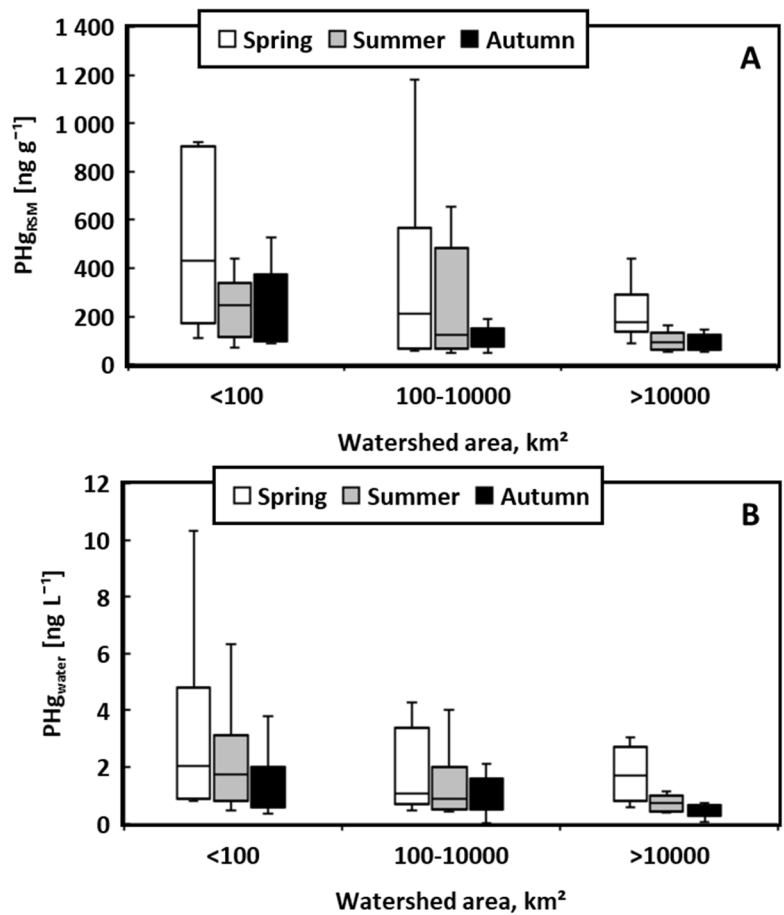 1 400
Spring Summer Autumn
A
1 200
1 000
800
600
400
200
0
PHgRSM [ng g⁻¹]
<100 100-10000 >10000
Watershed area, km²
12
Spring Summer Autumn
B
10
8
6
4
2
0
PHgwater [ng L⁻¹]
<100 100-10000 >10000
Watershed area, km²